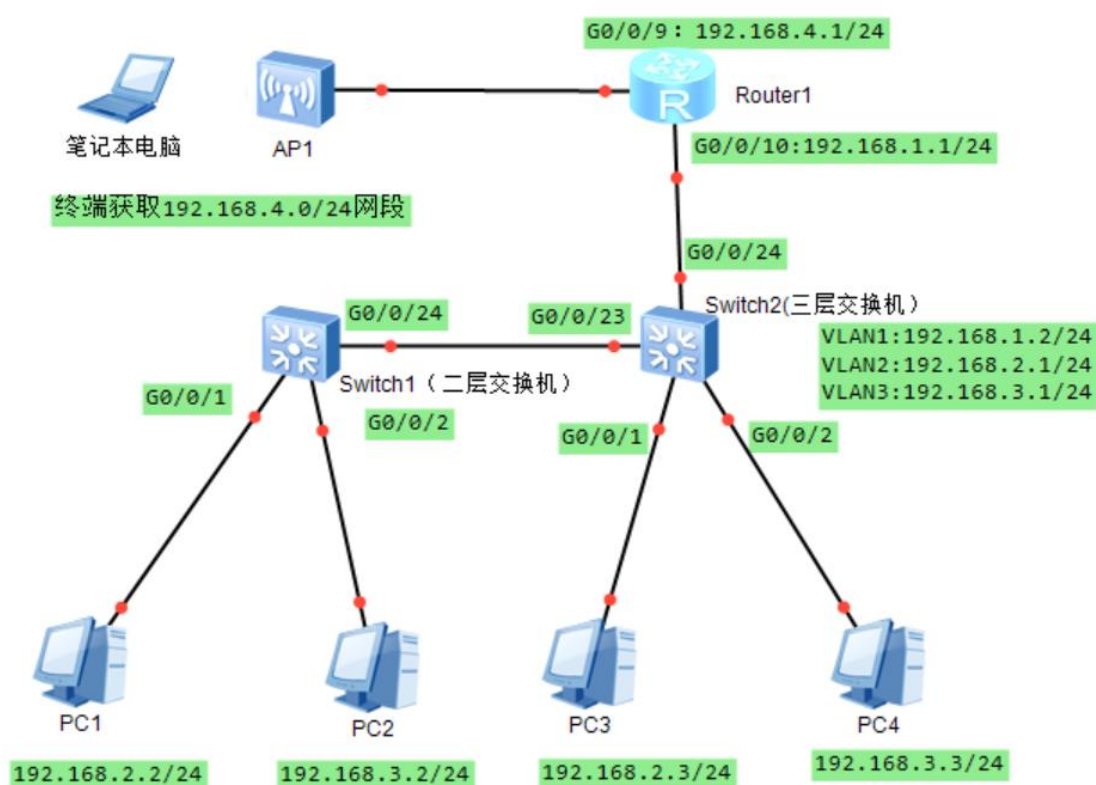 G0/0/9：192.168.4.1/24
Router1
笔记本电脑
AP1
G0/0/10:192.168.1.1/24
终端获取192.168.4.0/24网段
G0/0/24
Switch2(三层交换机）
G0/0/24
G0/0/23
VLAN1:192.168.1.2/24
VLAN2:192.168.2.1/24
VLAN3:192.168.3.1/24
Switch1（二层交换机）
G0/0/1
G0/0/2
G0/0/1
G0/0/2
R
PC1
PC2
PC3
PC4
192.168.2.2/24
192.168.3.2/24
192.168.2.3/24
192.168.3.3/24